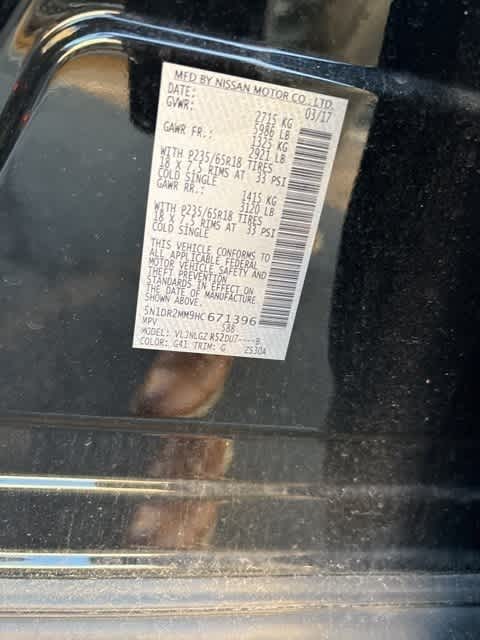 MFD BY NISSAN MOTOR CO., LTD.
DATE: 03/17
GVWR: 2715 KG
5986 LB
GAWR FR.: 1325 KG
2921 LB
WITH P235/65R18 TIRES
18 X 7.5 RIMS AT 33 PSI
COLD SINGLE
GAWR RR.: 1415 KG
3120 LB
WITH P235/65R18 TIRES
18 X 7.5 RIMS AT 33 PSI
COLD SINGLE
THIS VEHICLE CONFORMS TO
ALL APPLICABLE FEDERAL
MOTOR VEHICLE SAFETY AND
THEFT PREVENTION
STANDARDS IN EFFECT ON
THE DATE OF MANUFACTURE
SHOWN ABOVE.
5N1DR2MM9HC671396
MPV S88
MODEL: VLJNLGZ R52DU7----B
COLOR: G41 TRIM: G ZS30A